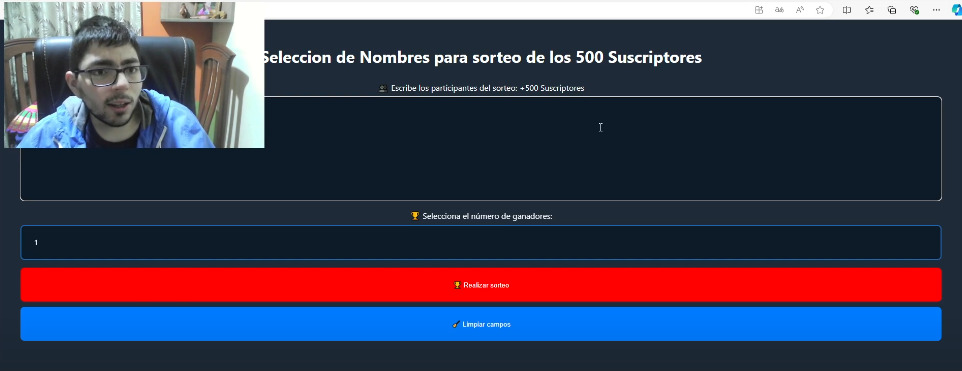 Seleccion de Nombres para sorteo de los 500 Suscriptores
Escribe los participantes del sorteo: +500 Suscriptores
Selecciona el número de ganadores:
1
Realizar sorteo
Limpiar campos